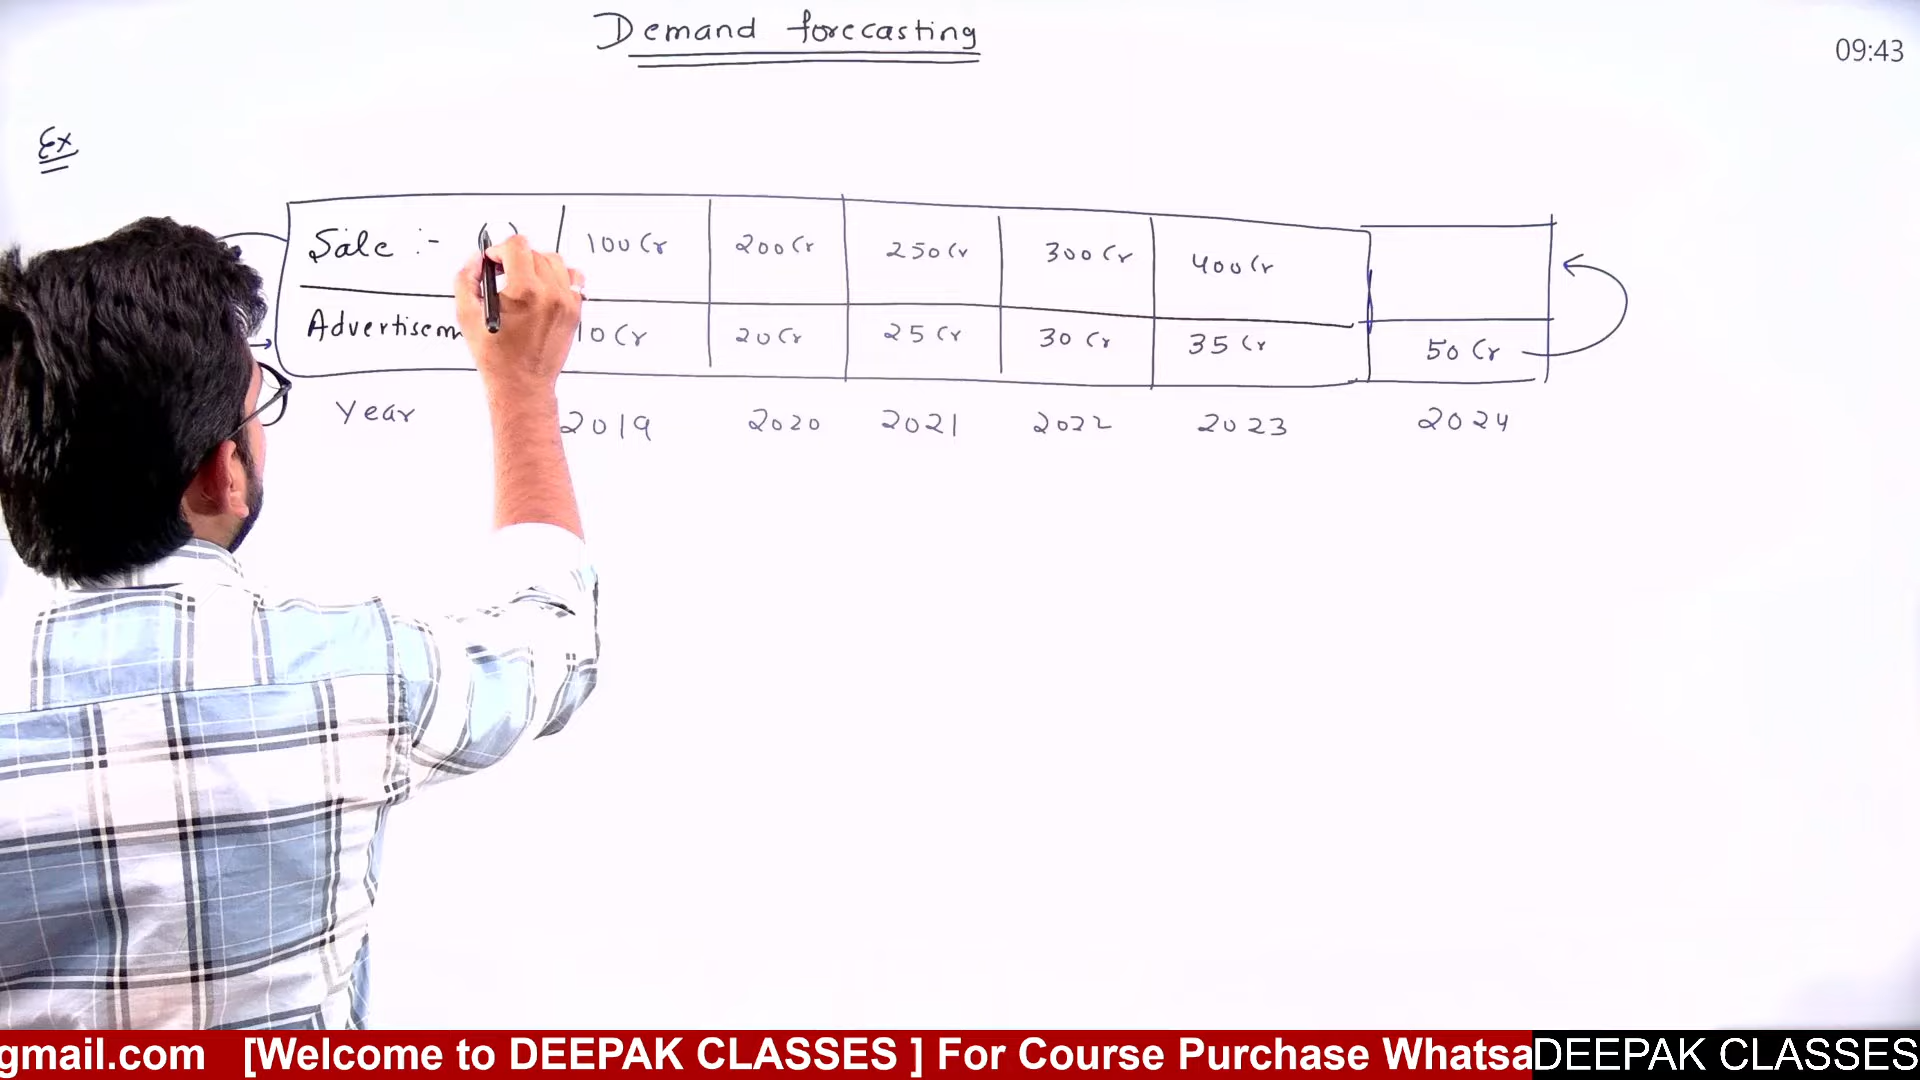 Demand forecasting
09:43
Ex
Sale :- ( ) 100 Cr 200 Cr 250 Cr 300 Cr 400 Cr
Advertisem 10 Cr 20 Cr 25 Cr 30 Cr 35 Cr 50 Cr
Year 2019 2020 2021 2022 2023 2024
gmail.com [Welcome to DEEPAK CLASSES ] For Course Purchase Whatsa DEEPAK CLASSES